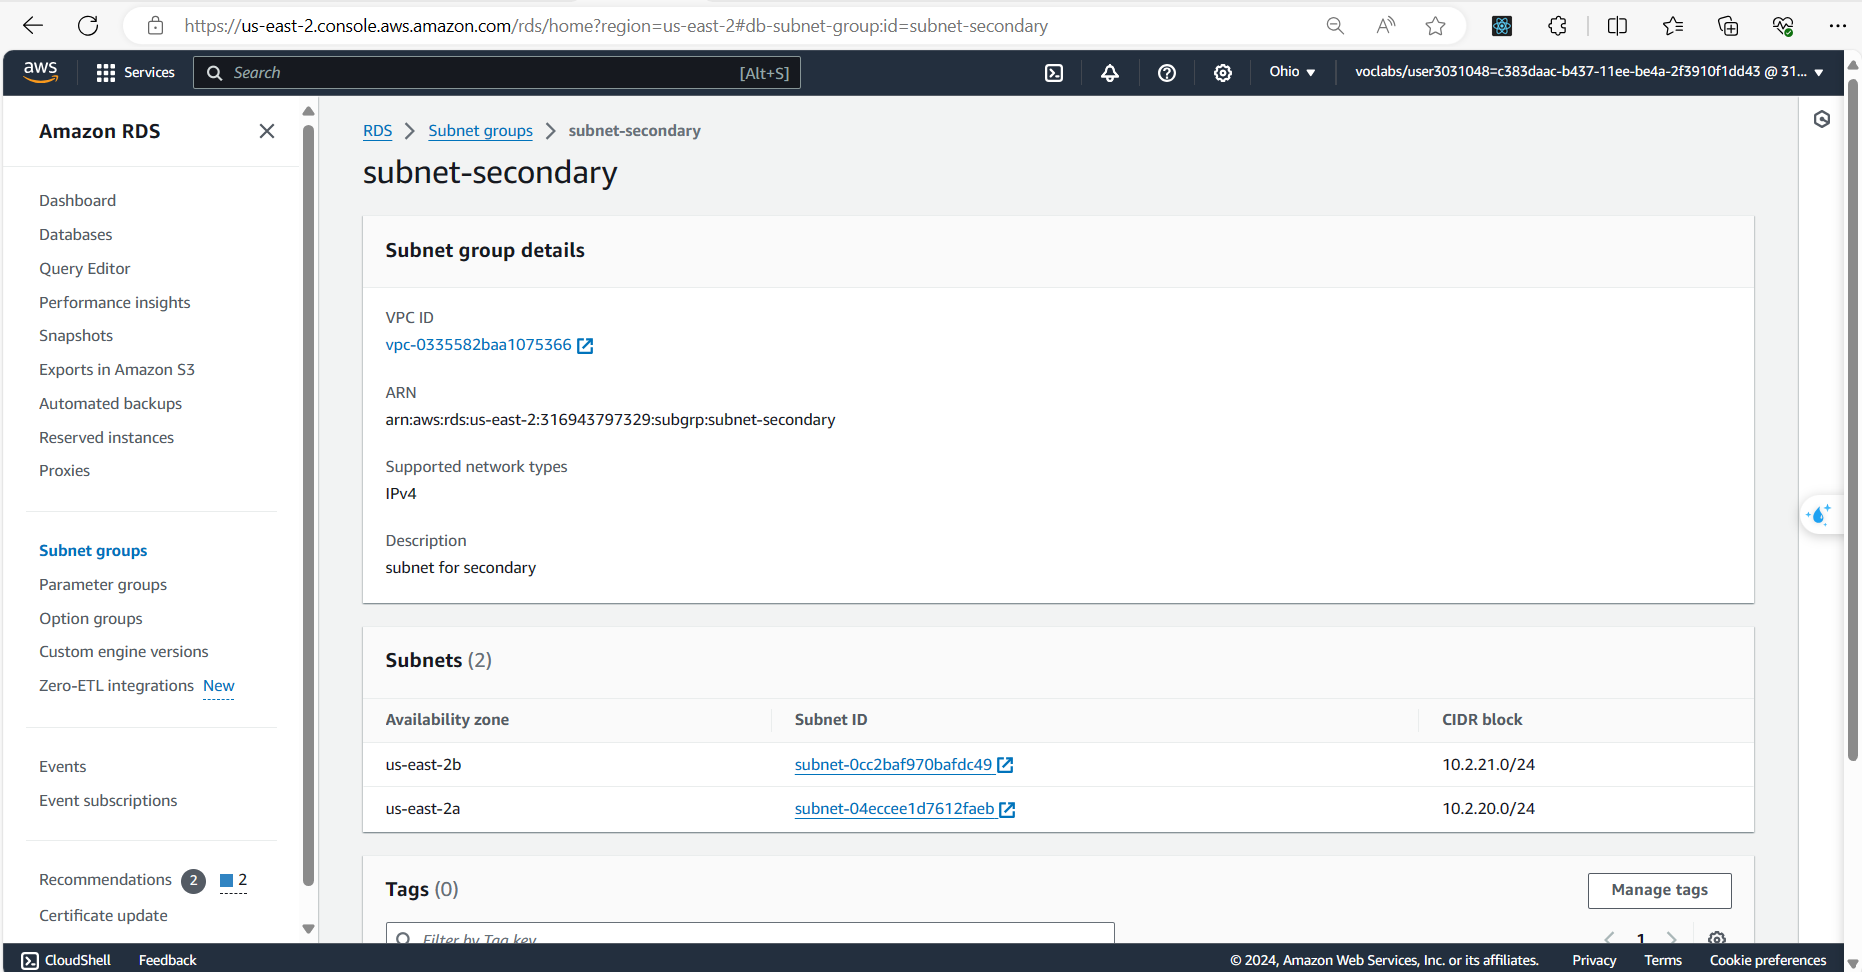 https://us-east-2.console.aws.amazon.com/rds/home?region=us-east-2#db-subnet-group:id=subnet-secondary
aws
Services
Search
[Alt+S]
Ohio
voclabs/user3031048=c383daac-b437-11ee-be4a-2f3910f1dd43 @ 31...
Amazon RDS
Dashboard
Databases
Query Editor
Performance insights
Snapshots
Exports in Amazon S3
Automated backups
Reserved instances
Proxies
Subnet groups
Parameter groups
Option groups
Custom engine versions
Zero-ETL integrations New
Events
Event subscriptions
Recommendations 2 2
Certificate update
RDS > Subnet groups > subnet-secondary
subnet-secondary
Subnet group details
VPC ID
vpc-0335582baa1075366
ARN
arn:aws:rds:us-east-2:316943797329:subgrp:subnet-secondary
Supported network types
IPv4
Description
subnet for secondary
Subnets (2)
Availability zone Subnet ID CIDR block
us-east-2b subnet-0cc2baf970bafdc49 10.2.21.0/24
us-east-2a subnet-04eccee1d7612faeb 10.2.20.0/24
Tags (0)
Manage tags
Filter by Tag key
1
CloudShell
Feedback
© 2024, Amazon Web Services, Inc. or its affiliates.
Privacy
Terms
Cookie preferences